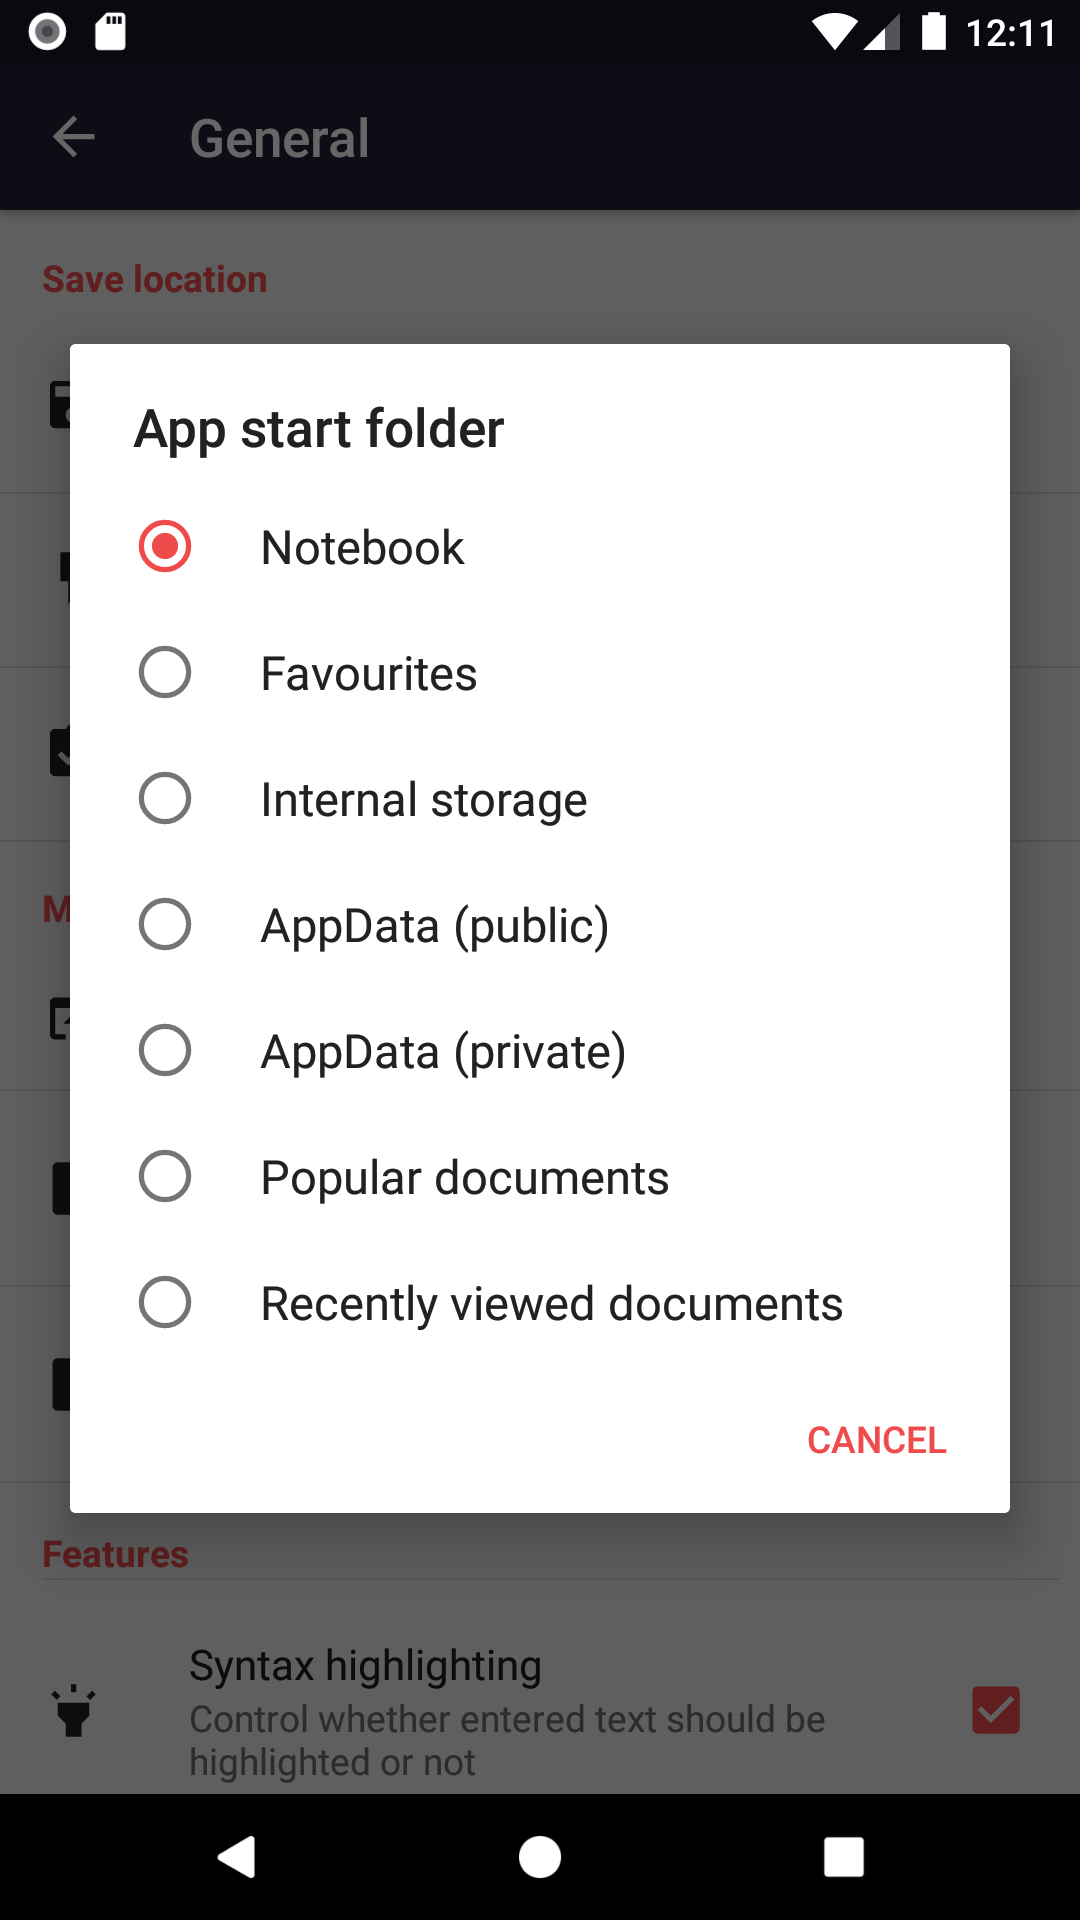 12:11
General
Save location
App start folder
Notebook
Favourites
Internal storage
AppData (public)
AppData (private)
Popular documents
Recently viewed documents
CANCEL
Features
Syntax highlighting
Control whether entered text should be
highlighted or not